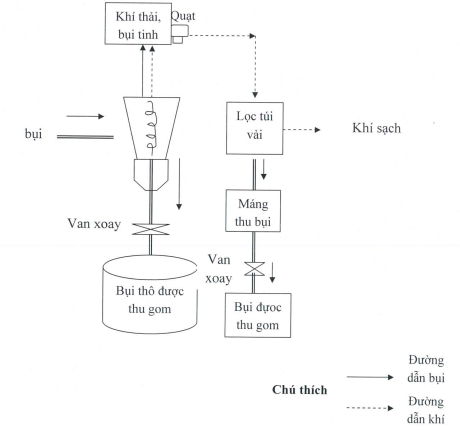 Khí thải,
bụi tinh
Quạt
bụi
Lọc túi
vải
Khí sạch
Máng
thu bụi
Van xoay
Van
xoay
Bụi thô được
thu gom
Bụi đựoc
thu gom
Chú thích
Đường
dẫn bụi
Đường
dẫn khí